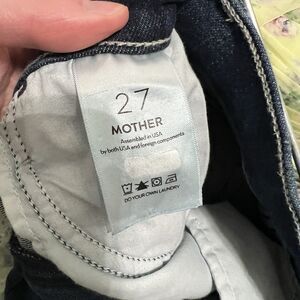 27
MOTHER
Assembled in USA
by both USA and foreign components
DO YOUR OWN LAUNDRY